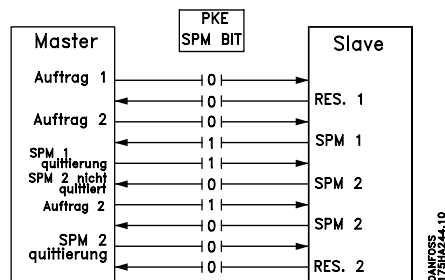 PKE
SPM BIT
Master
Slave
Auftrag 1
0
0
RES. 1
Auftrag 2
0
1
SPM 1
SPM 1
quittierung
1
SPM 2 nicht
quittiert
0
SPM 2
Auftrag 2
1
0
SPM 2
SPM 2
quittierung
0
0
RES. 2
DANFOSS
175HA244.10